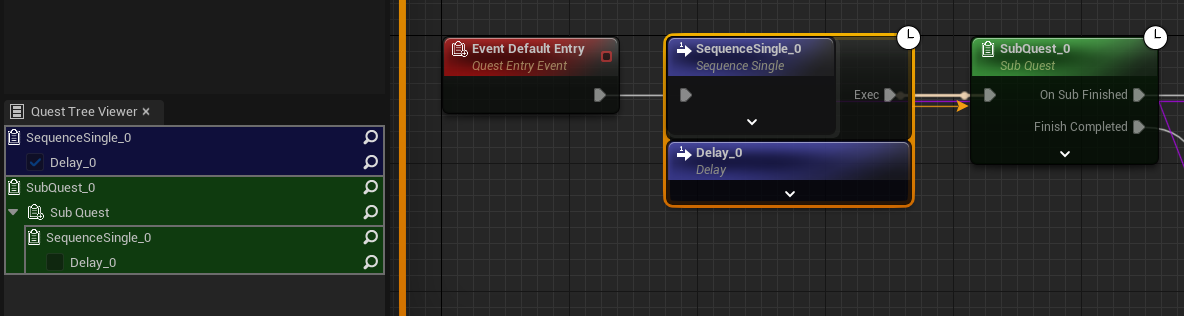 Quest Tree Viewer
SequenceSingle_0
Delay_0
SubQuest_0
Sub Quest
SequenceSingle_0
Delay_0
Event Default Entry
Quest Entry Event
SequenceSingle_0
Sequence Single
Exec
Delay_0
Delay
SubQuest_0
Sub Quest
On Sub Finished
Finish Completed